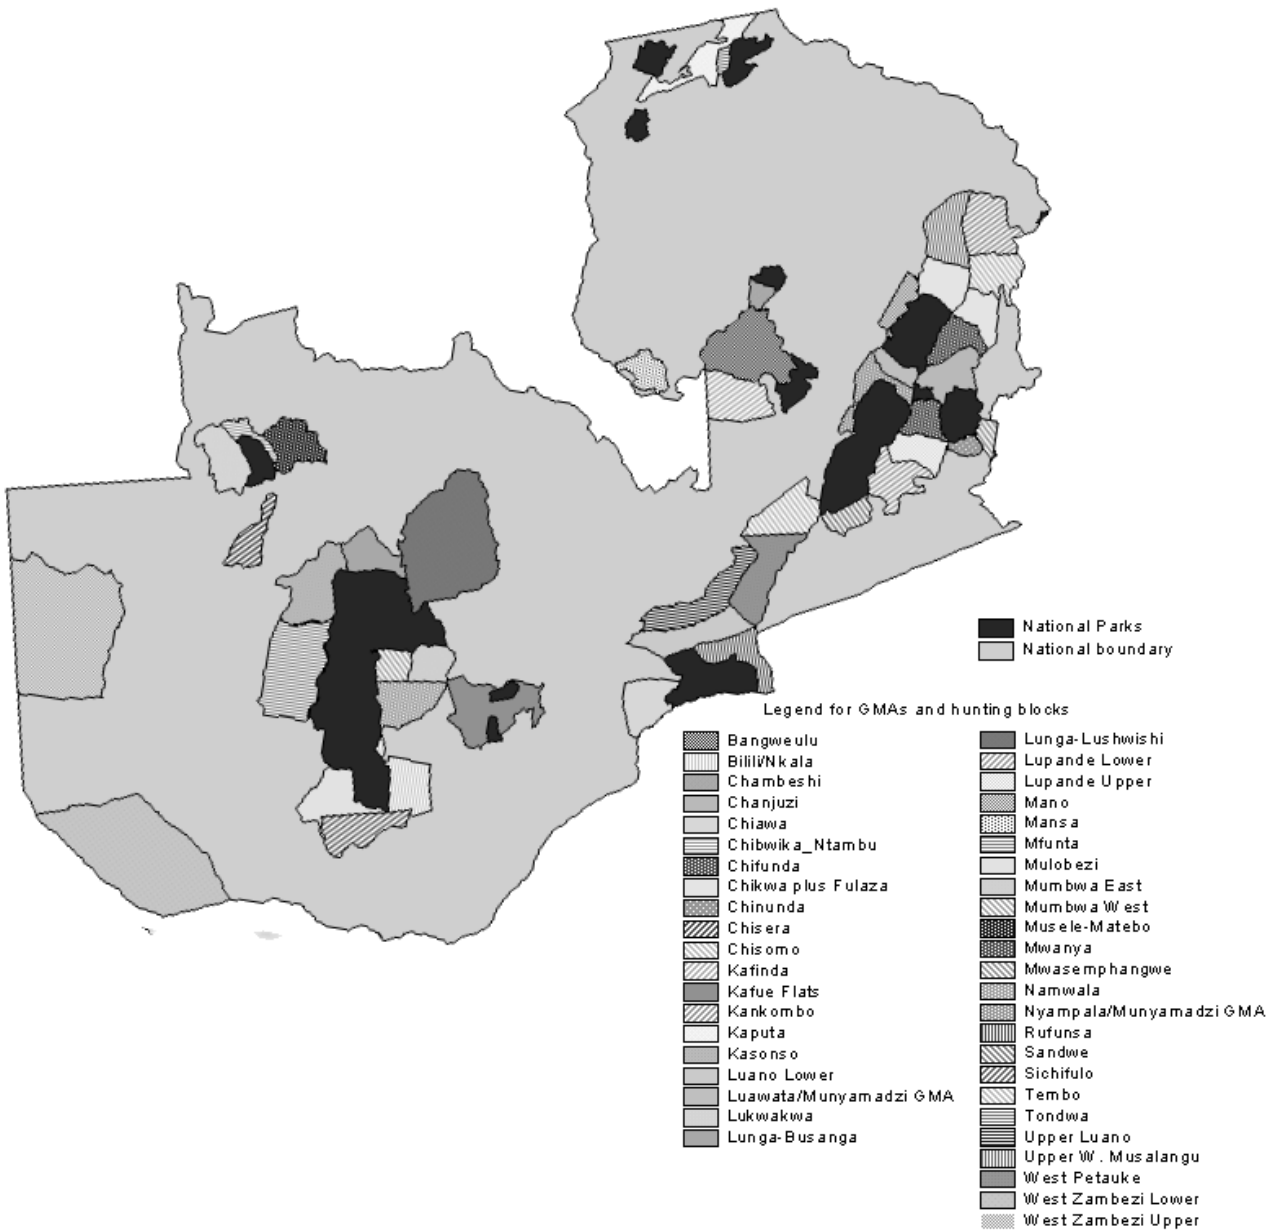 National Parks
National boundary
Legend for GMAs and hunting blocks
Bangweulu
Bilili/Nkala
Chambeshi
Chanjuzi
Chiawa
Chibwika_Ntambu
Chifunda
Chikwa plus Fulaza
Chinunda
Chisera
Chisomo
Kafinda
Kafue Flats
Kankombo
Kaputa
Kasonso
Luano Lower
Luawata/Munyamadzi GMA
Lukwakwa
Lunga-Busanga
Lunga-Lushwishi
Lupande Lower
Lupande Upper
Mano
Mansa
Mfunta
Mulobezi
Mumbwa East
Mumbwa West
Musele-Matebo
Mwanya
Mwasemphangwe
Namwala
Nyampala/Munyamadzi GMA
Rufunsa
Sandwe
Sichifulo
Tembo
Tondwa
Upper Luano
Upper W. Musalangu
West Petauke
West Zambezi Lower
West Zambezi Upper